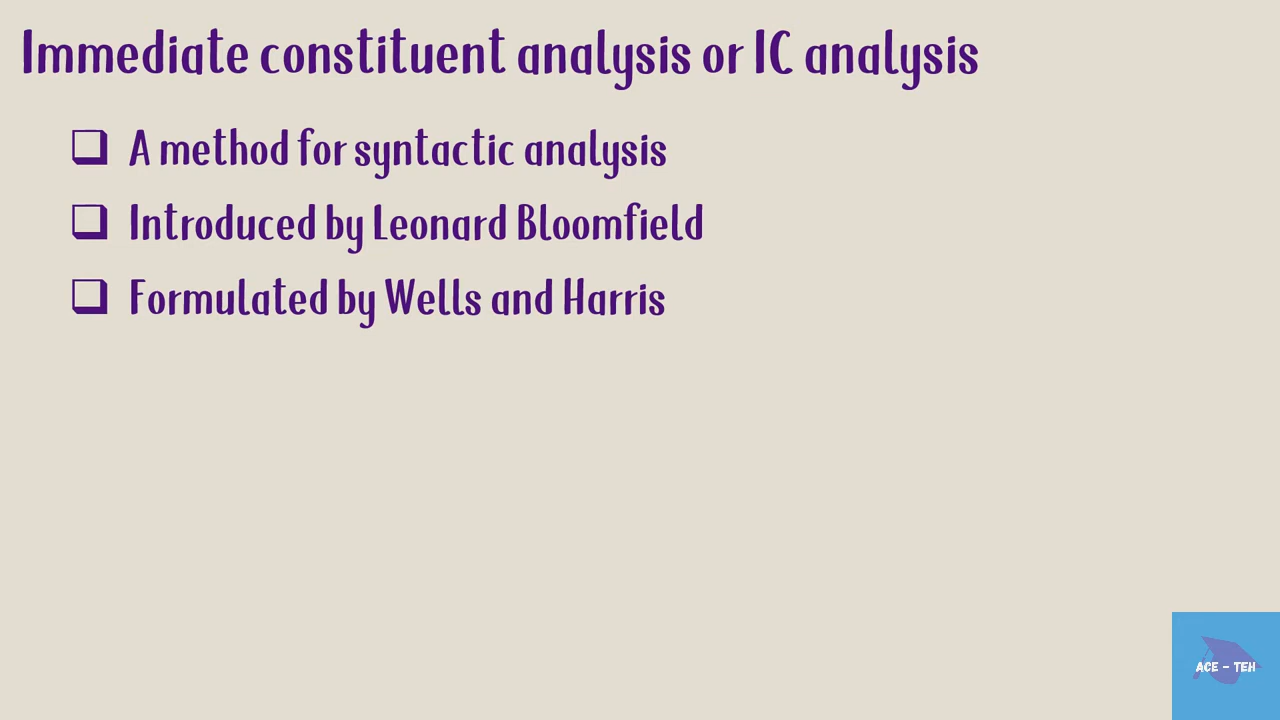 Immediate constituent analysis or IC analysis
A method for syntactic analysis
Introduced by Leonard Bloomfield
Formulated by Wells and Harris
ACE - TEH